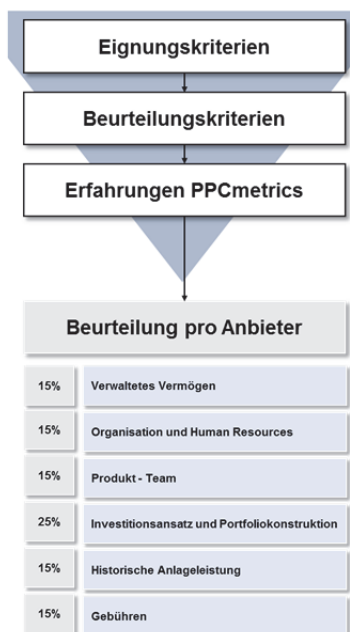 Eignungskriterien
Beurteilungskriterien
Erfahrungen PPCmetrics
Beurteilung pro Anbieter
15% Verwaltetes Vermögen
15% Organisation und Human Resources
15% Produkt - Team
25% Investitionsansatz und Portfoliokonstruktion
15% Historische Anlageleistung
15% Gebühren